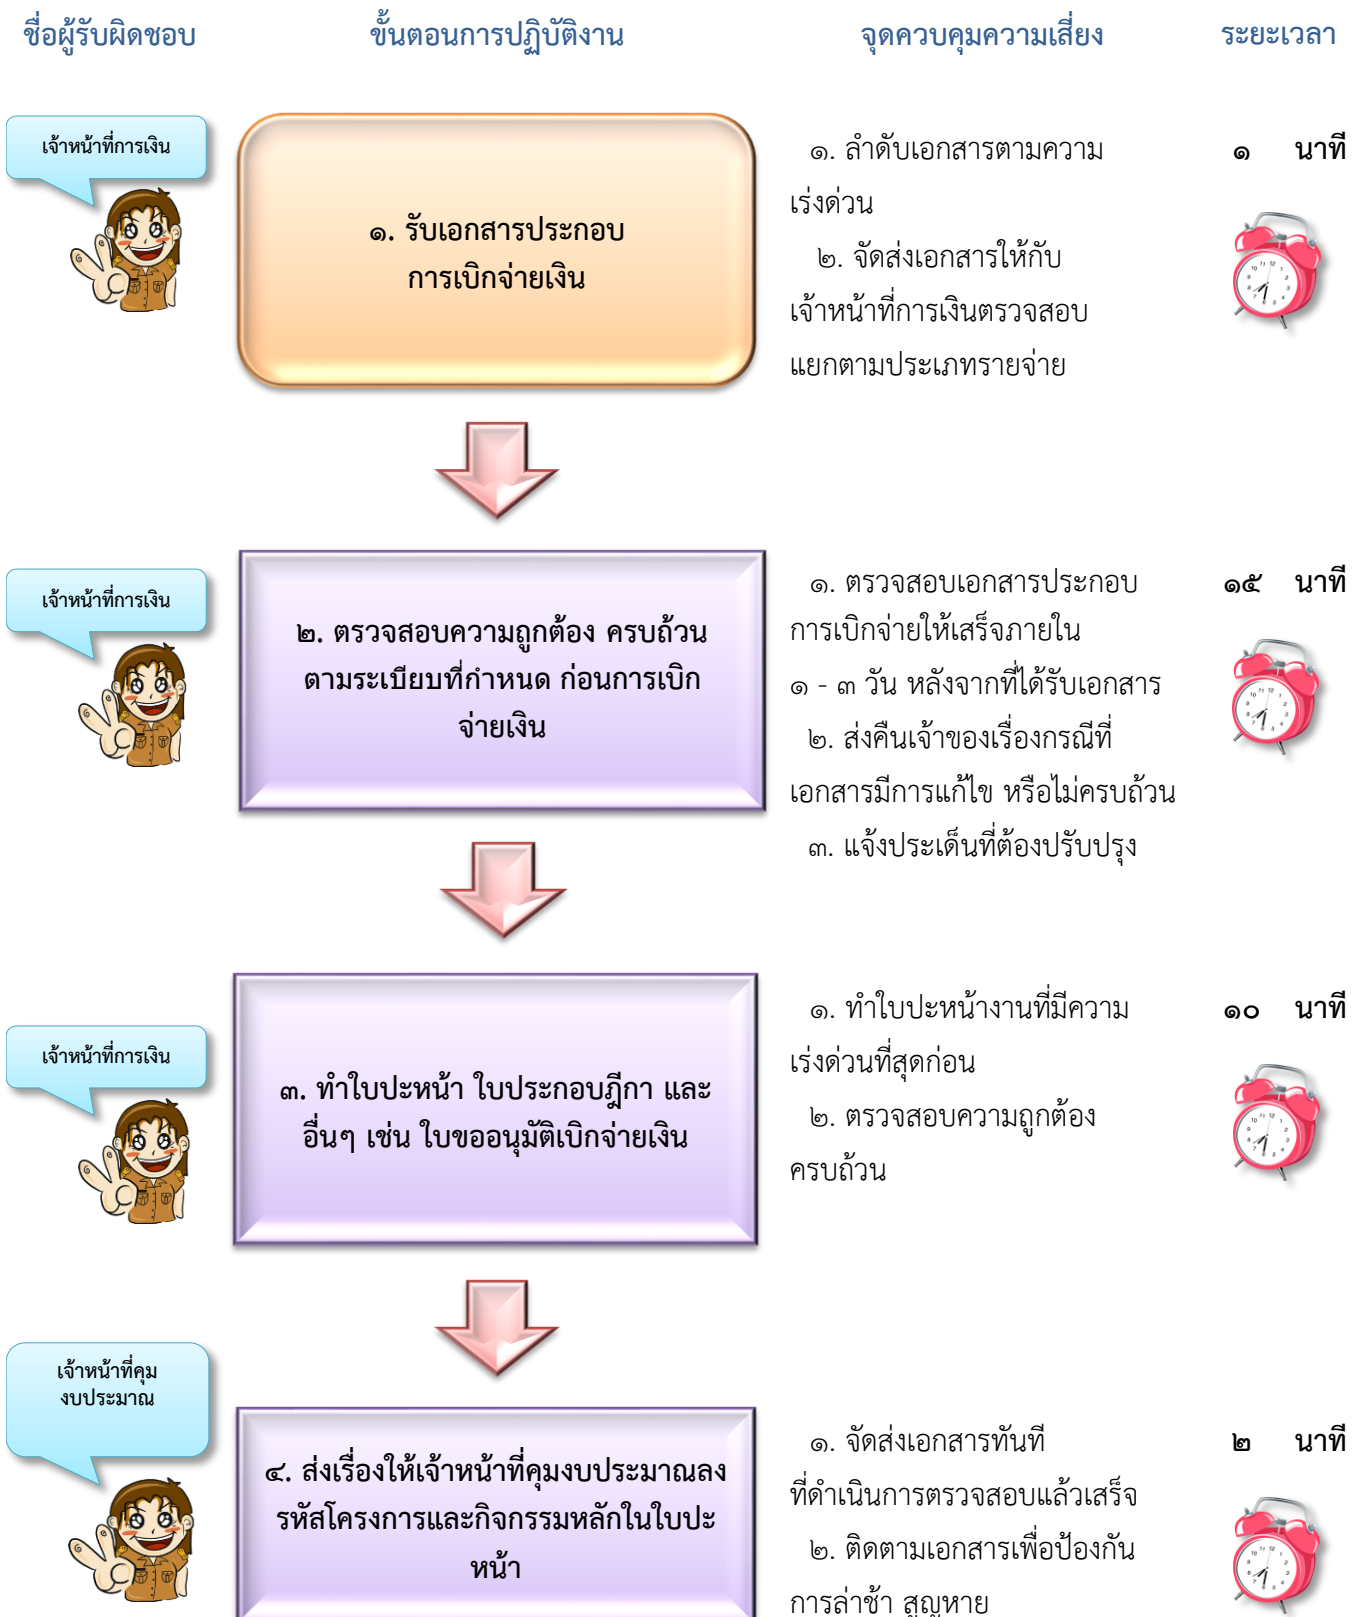 ชื่อผู้รับผิดชอบ ขั้นตอนการปฏิบัติงาน จุดควบคุมความเสี่ยง ระยะเวลา
เจ้าหน้าที่การเงิน
๑. รับเอกสารประกอบ
การเบิกจ่ายเงิน
๑. ลำดับเอกสารตามความ
เร่งด่วน
๒. จัดส่งเอกสารให้กับ
เจ้าหน้าที่การเงินตรวจสอบ
แยกตามประเภทรายจ่าย
๑ นาที
เจ้าหน้าที่การเงิน
๒. ตรวจสอบความถูกต้อง ครบถ้วน
ตามระเบียบที่กำหนด ก่อนการเบิก
จ่ายเงิน
๑. ตรวจสอบเอกสารประกอบ
การเบิกจ่ายให้เสร็จภายใน
๑ - ๓ วัน หลังจากที่ได้รับเอกสาร
๒. ส่งคืนเจ้าของเรื่องกรณีที่
เอกสารมีการแก้ไข หรือไม่ครบถ้วน
๓. แจ้งประเด็นที่ต้องปรับปรุง
๑๕ นาที
เจ้าหน้าที่การเงิน
๓. ทำใบปะหน้า ใบประกอบฎีกา และ
อื่นๆ เช่น ใบขออนุมัติเบิกจ่ายเงิน
๑. ทำใบปะหน้างานที่มีความ
เร่งด่วนที่สุดก่อน
๒. ตรวจสอบความถูกต้อง
ครบถ้วน
๑๐ นาที
เจ้าหน้าที่คุม
งบประมาณ
๔. ส่งเรื่องให้เจ้าหน้าที่คุมงบประมาณลง
รหัสโครงการและกิจกรรมหลักในใบปะ
หน้า
๑. จัดส่งเอกสารทันที
ที่ดำเนินการตรวจสอบแล้วเสร็จ
๒. ติดตามเอกสารเพื่อป้องกัน
การล่าช้า สูญหาย
๒ นาที